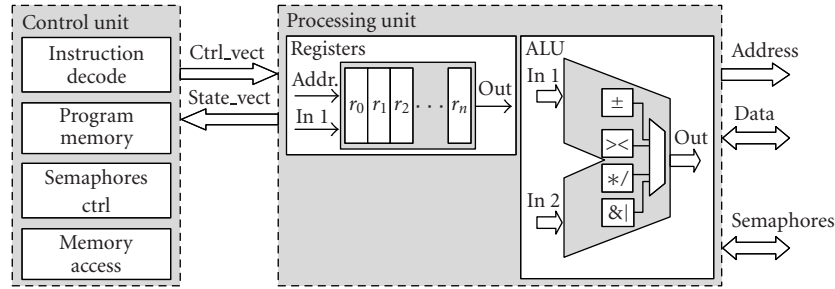 Control unit
Instruction
decode
Program
memory
Semaphores
ctrl
Memory
access
Ctrl_vect
State_vect
Processing unit
Registers
Addr.
In 1
r0 r1 r2 · · · rn
Out
ALU
In 1
In 2
±
><
∗/
&|
Out
Address
Data
Semaphores